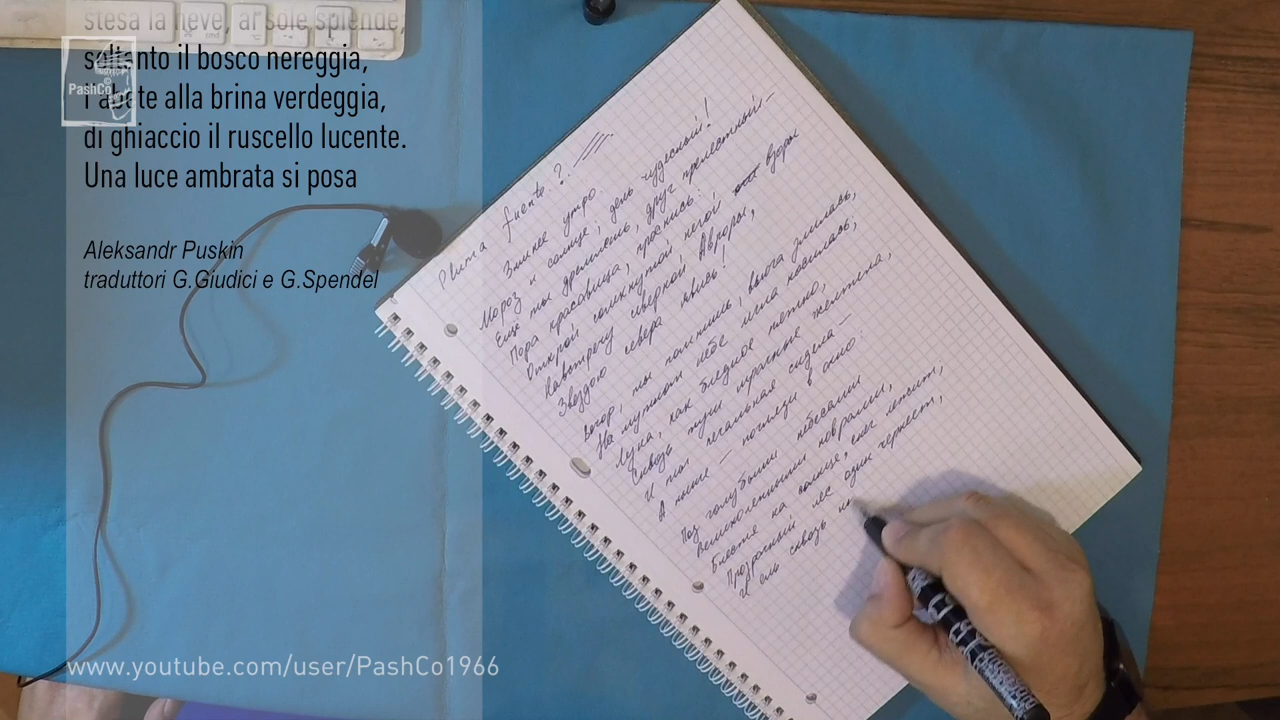 stesa la neve, al sole splende,
soltanto il bosco nereggia,
l'abete alla brina verdeggia,
di ghiaccio il ruscello lucente.
Una luce ambrata si posa
Aleksandr Puskin
traduttori G.Giudici e G.Spendel
PashCo
www.youtube.com/user/PashCo1966
Зимнее утро.
Мороз и солнце; день чудесный!
Ещё ты дремлешь, друг прелестный –
Пора, красавица, проснись:
Открой сомкнуты негой взоры
Навстречу северной Авроры,
Звездою севера явись!
Вечор, ты помнишь, вьюга злилась,
На мутном небе мгла носилась;
Луна, как бледное пятно,
Сквозь тучи мрачные желтела,
И ты печальная сидела –
А нынче – погляди в окно:
Под голубыми небесами
Великолепными коврами,
Блестя на солнце, снег лежит;
Прозрачный лес один чернеет,
И ель сквозь ин